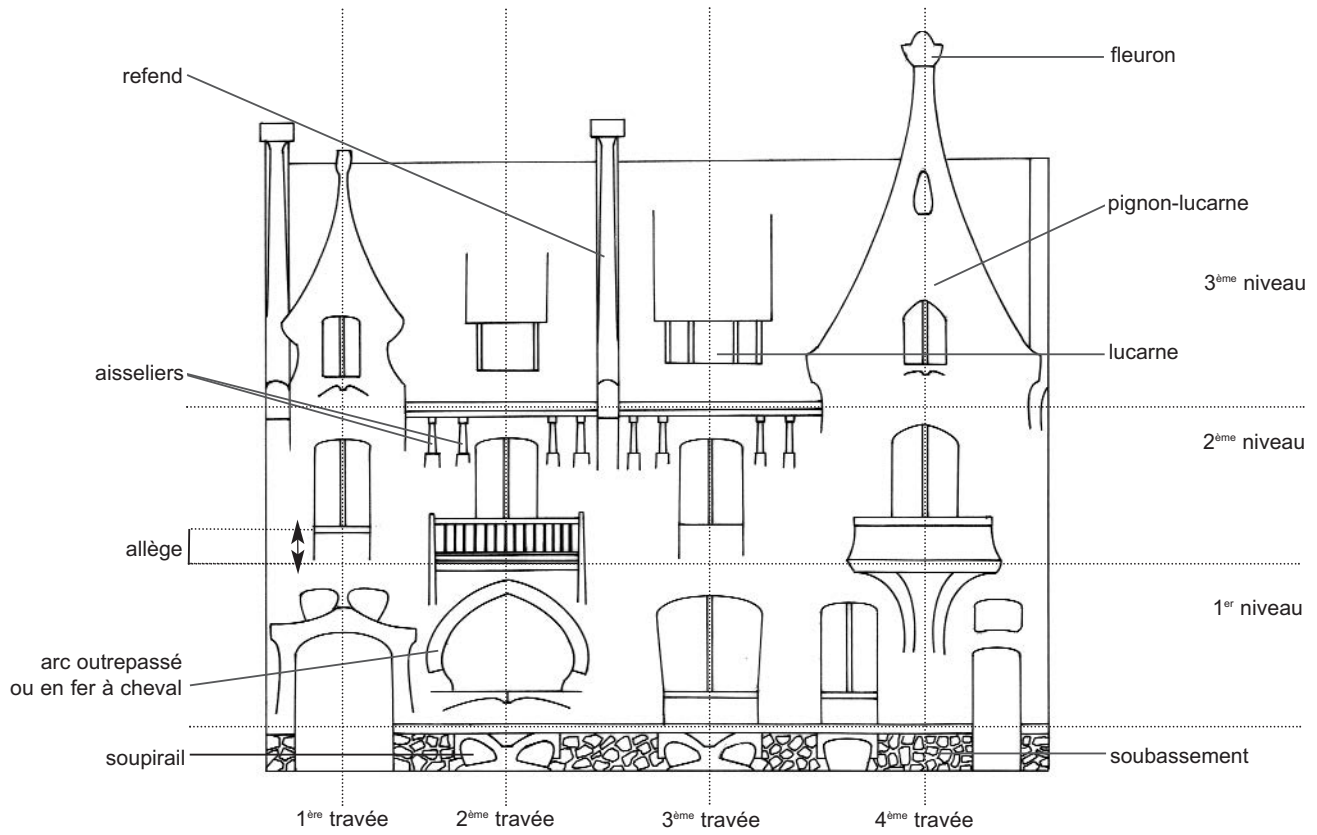 fleuron
refend
pignon-lucarne
3ème niveau
lucarne
aisseliers
2ème niveau
allège
1er niveau
arc outrepassé
ou en fer à cheval
soupirail
soubassement
1ère travée
2ème travée
3ème travée
4ème travée